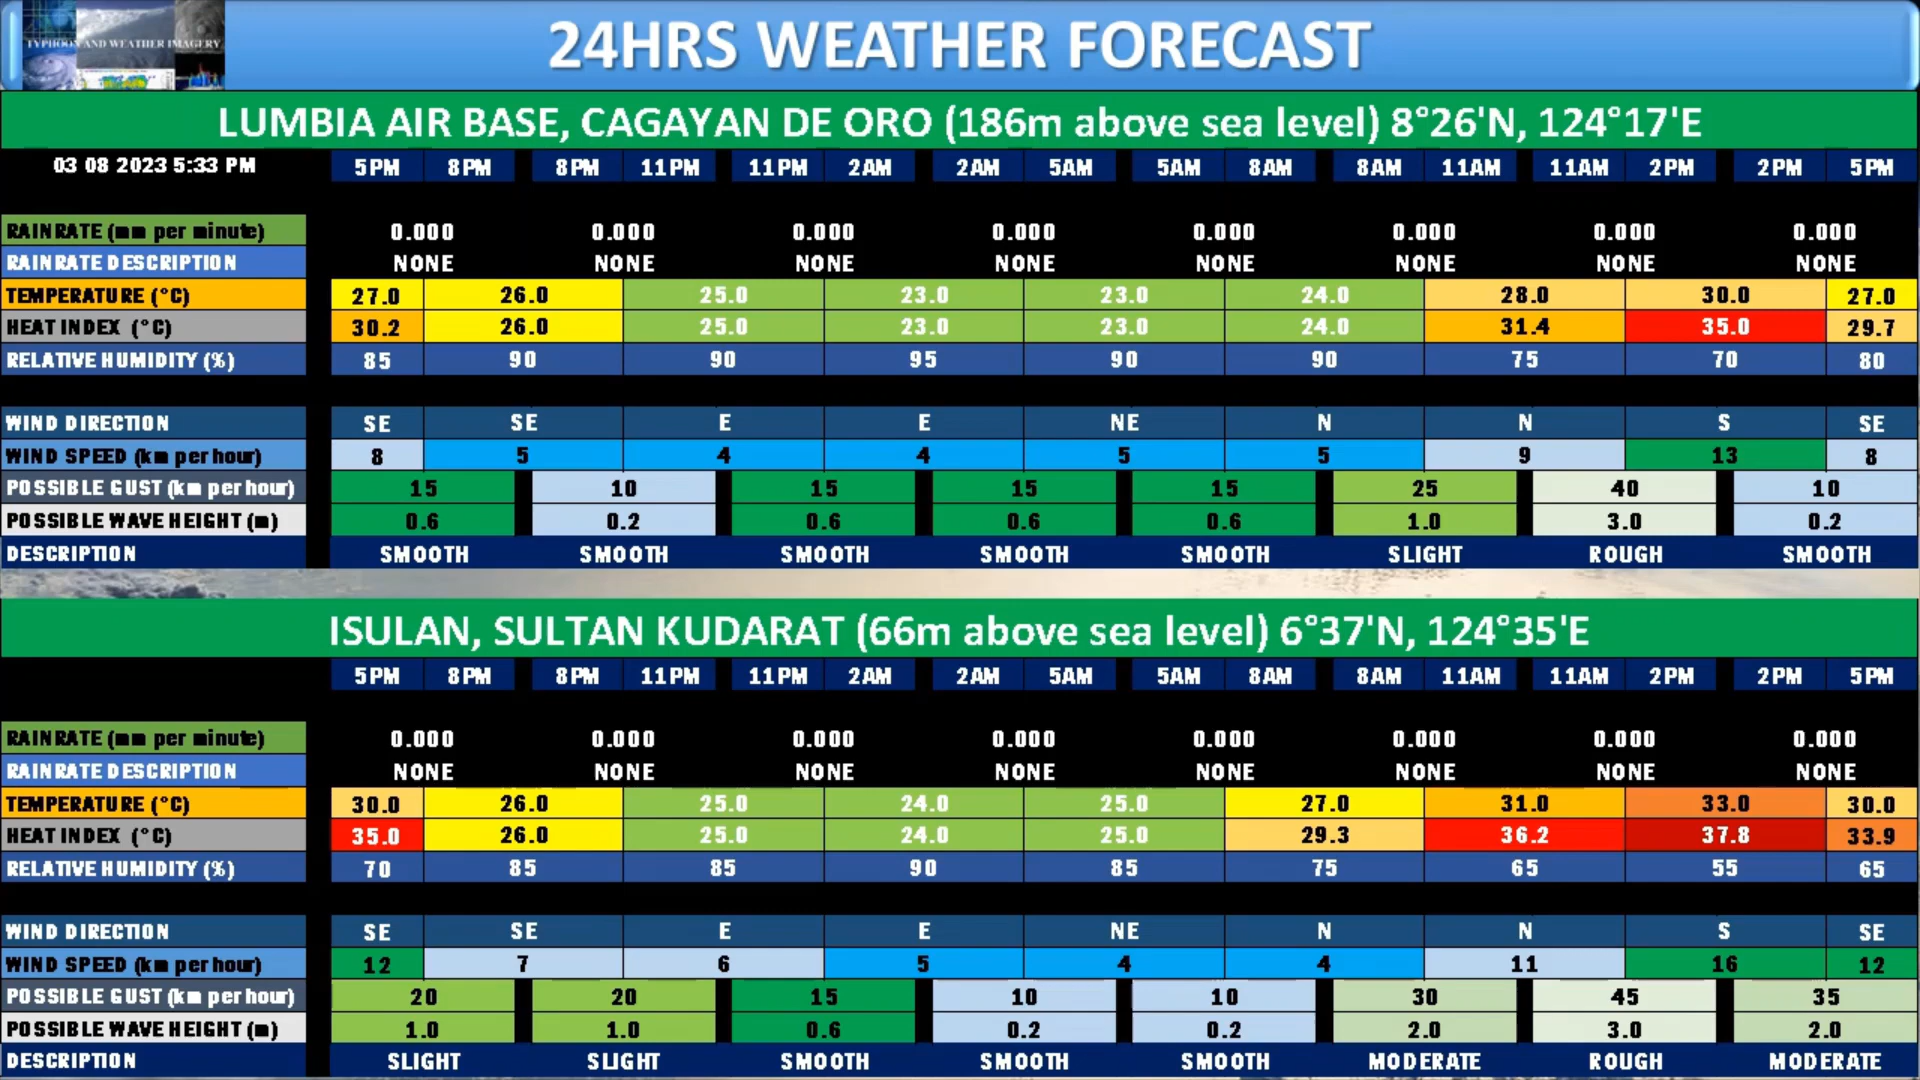 TYPHOON AND WEATHER IMAGERY
24HRS WEATHER FORECAST
LUMBIA AIR BASE, CAGAYAN DE ORO (186m above sea level) 8°26'N, 124°17'E
03 08 2023 5:33 PM 5PM 8PM 8PM 11PM 11PM 2AM 2AM 5AM 5AM 8AM 8AM 11AM 11AM 2PM 2PM 5PM
RAINRATE (mm per minute) 0.000 0.000 0.000 0.000 0.000 0.000 0.000 0.000
RAINRATE DESCRIPTION NONE NONE NONE NONE NONE NONE NONE NONE
TEMPERATURE (°C) 27.0 26.0 25.0 23.0 23.0 24.0 28.0 30.0 27.0
HEAT INDEX (°C) 30.2 26.0 25.0 23.0 23.0 24.0 31.4 35.0 29.7
RELATIVE HUMIDITY (%) 85 90 90 95 90 90 75 70 80
WIND DIRECTION SE SE E E NE N N S SE
WIND SPEED (km per hour) 8 5 4 4 5 5 9 13 8
POSSIBLE GUST (km per hour) 15 10 15 15 15 25 40 10
POSSIBLE WAVE HEIGHT (m) 0.6 0.2 0.6 0.6 0.6 1.0 3.0 0.2
DESCRIPTION SMOOTH SMOOTH SMOOTH SMOOTH SMOOTH SLIGHT ROUGH SMOOTH
ISULAN, SULTAN KUDARAT (66m above sea level) 6°37'N, 124°35'E
5PM 8PM 8PM 11PM 11PM 2AM 2AM 5AM 5AM 8AM 8AM 11AM 11AM 2PM 2PM 5PM
RAINRATE (mm per minute) 0.000 0.000 0.000 0.000 0.000 0.000 0.000 0.000
RAINRATE DESCRIPTION NONE NONE NONE NONE NONE NONE NONE NONE
TEMPERATURE (°C) 30.0 26.0 25.0 24.0 25.0 27.0 31.0 33.0 30.0
HEAT INDEX (°C) 35.0 26.0 25.0 24.0 25.0 29.3 36.2 37.8 33.9
RELATIVE HUMIDITY (%) 70 85 85 90 85 75 65 55 65
WIND DIRECTION SE SE E E NE N N S SE
WIND SPEED (km per hour) 12 7 6 5 4 4 11 16 12
POSSIBLE GUST (km per hour) 20 20 15 10 10 30 45 35
POSSIBLE WAVE HEIGHT (m) 1.0 1.0 0.6 0.2 0.2 2.0 3.0 2.0
DESCRIPTION SLIGHT SLIGHT SMOOTH SMOOTH SMOOTH MODERATE ROUGH MODERATE